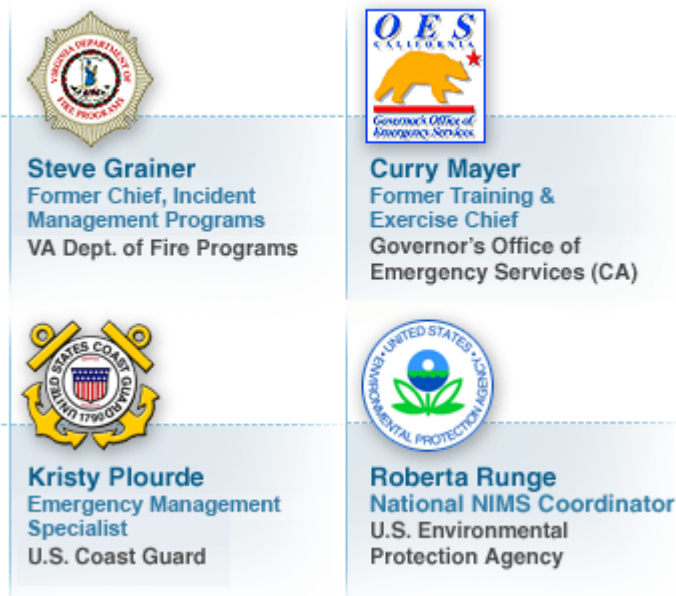 VIRGINIA DEPARTMENT OF
FIRE PROGRAMS
Steve Grainer
Former Chief, Incident
Management Programs
VA Dept. of Fire Programs
OES
CALIFORNIA
Governor's Office of
Emergency Services
Curry Mayer
Former Training &
Exercise Chief
Governor's Office of
Emergency Services (CA)
UNITED STATES COAST GUARD
1790
Kristy Plourde
Emergency Management
Specialist
U.S. Coast Guard
UNITED STATES
ENVIRONMENTAL PROTECTION AGENCY
Roberta Runge
National NIMS Coordinator
U.S. Environmental
Protection Agency